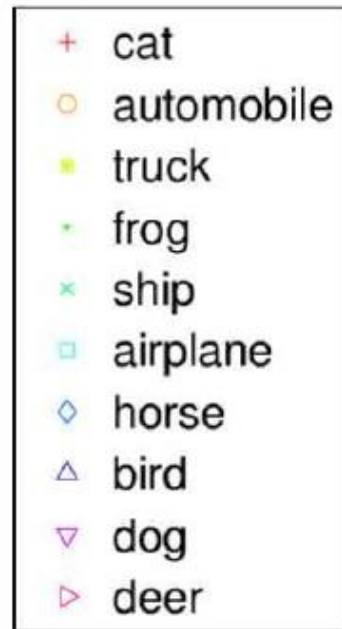 cat
automobile
truck
frog
ship
airplane
horse
bird
dog
deer